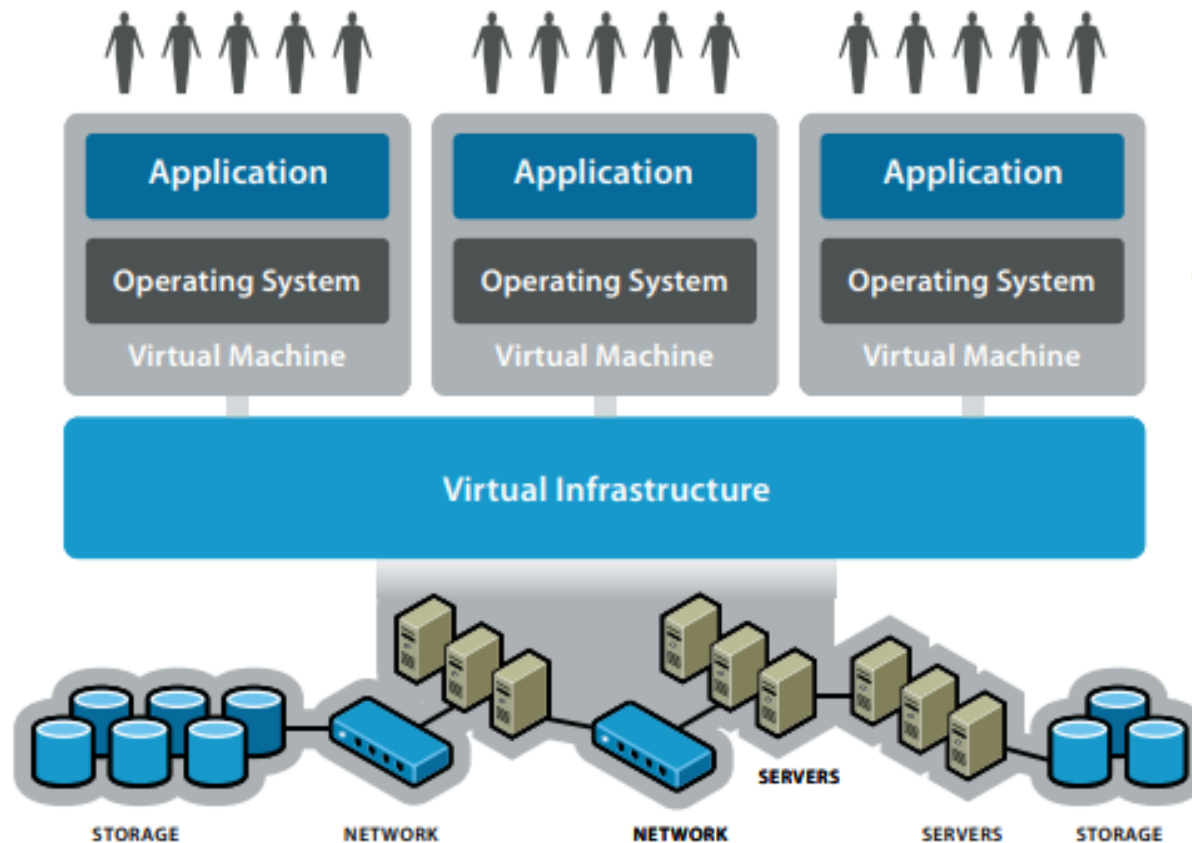 Application
Application
Application
Operating System
Operating System
Operating System
Virtual Machine
Virtual Machine
Virtual Machine
Virtual Infrastructure
SERVERS
STORAGE
NETWORK
NETWORK
SERVERS
STORAGE